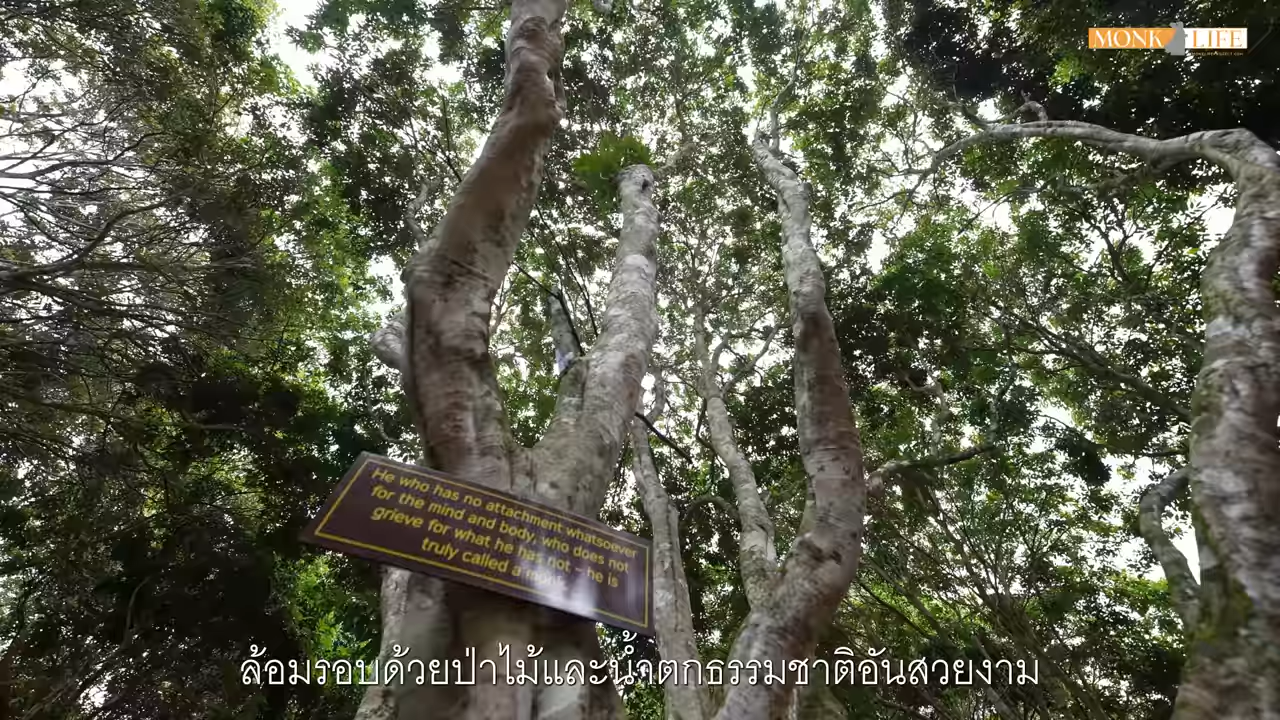 MONK LIFE
He who has no attachment whatsoever
for the mind and body, who does not
grieve for what he has not – he is
truly called a monk.
ล้อมรอบด้วยป่าไม้และน้ำตกธรรมชาติอันสวยงาม